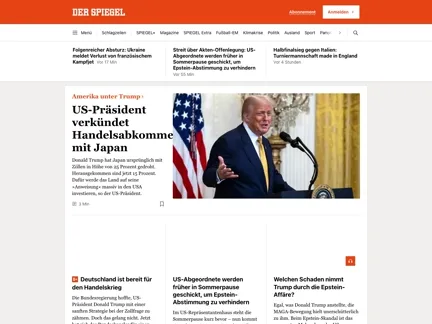 DER SPIEGEL
Abonnement
Anmelden
Menü
Schlagzeilen
SPIEGEL+
Magazine
SPIEGEL Extra
Fußball-EM
Klimakrise
Politik
Ausland
Sport
Folgenreicher Absturz: Ukraine
meldet Verlust von französischem
Kampfjet Vor 17 Min
Streit über Akten-Offenlegung: US-
Abgeordnete werden früher in
Sommerpause geschickt, um
Epstein-Abstimmung zu verhindern
Vor 55 Min
Halbfinalsieg gegen Italien:
Turniermannschaft made in England
Vor 4 Stunden
Amerika unter Trump
US-Präsident
verkündet
Handelsabkomme
mit Japan
Donald Trump hat Japan ursprünglich mit
Zöllen in Höhe von 25 Prozent gedroht.
Herausgekommen sind jetzt 15 Prozent.
Dafür werde das Land auf seine
»Anweisung« massiv in den USA
investieren, so der US-Präsident.
2 Min
Deutschland ist bereit für
den Handelskrieg
Die Bundesregierung hoffte, US-
Präsident Donald Trump mit einer
sanften Strategie bei der Zollfrage zu
zähmen. Doch das gelang nicht. Jetzt
US-Abgeordnete werden
früher in Sommerpause
geschickt, um Epstein-
Abstimmung zu verhindern
Im US-Repräsentantenhaus steht die
Sommerpause kurz bevor – nun kommt
Welchen Schaden nimmt
Trump durch die Epstein-
Affäre?
Egal, was Donald Trump anstellte, die
MAGA-Bewegung hielt unerschütterlich
zu ihm. Beim Epstein-Skandal ist das